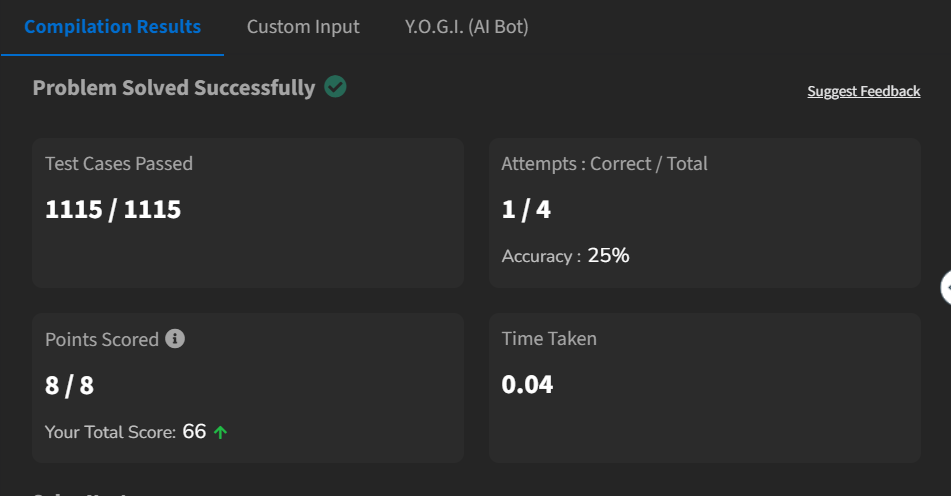 Compilation Results Custom Input Y.O.G.I. (AI Bot)
Problem Solved Successfully
Suggest Feedback
Test Cases Passed
1115 / 1115
Attempts : Correct / Total
1 / 4
Accuracy : 25%
Points Scored
8 / 8
Your Total Score: 66
Time Taken
0.04